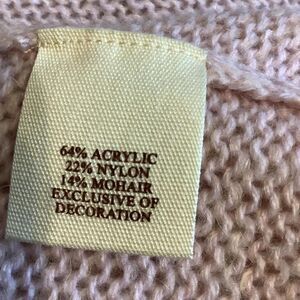 64% ACRYLIC
22% NYLON
14% MOHAIR
EXCLUSIVE OF
DECORATION